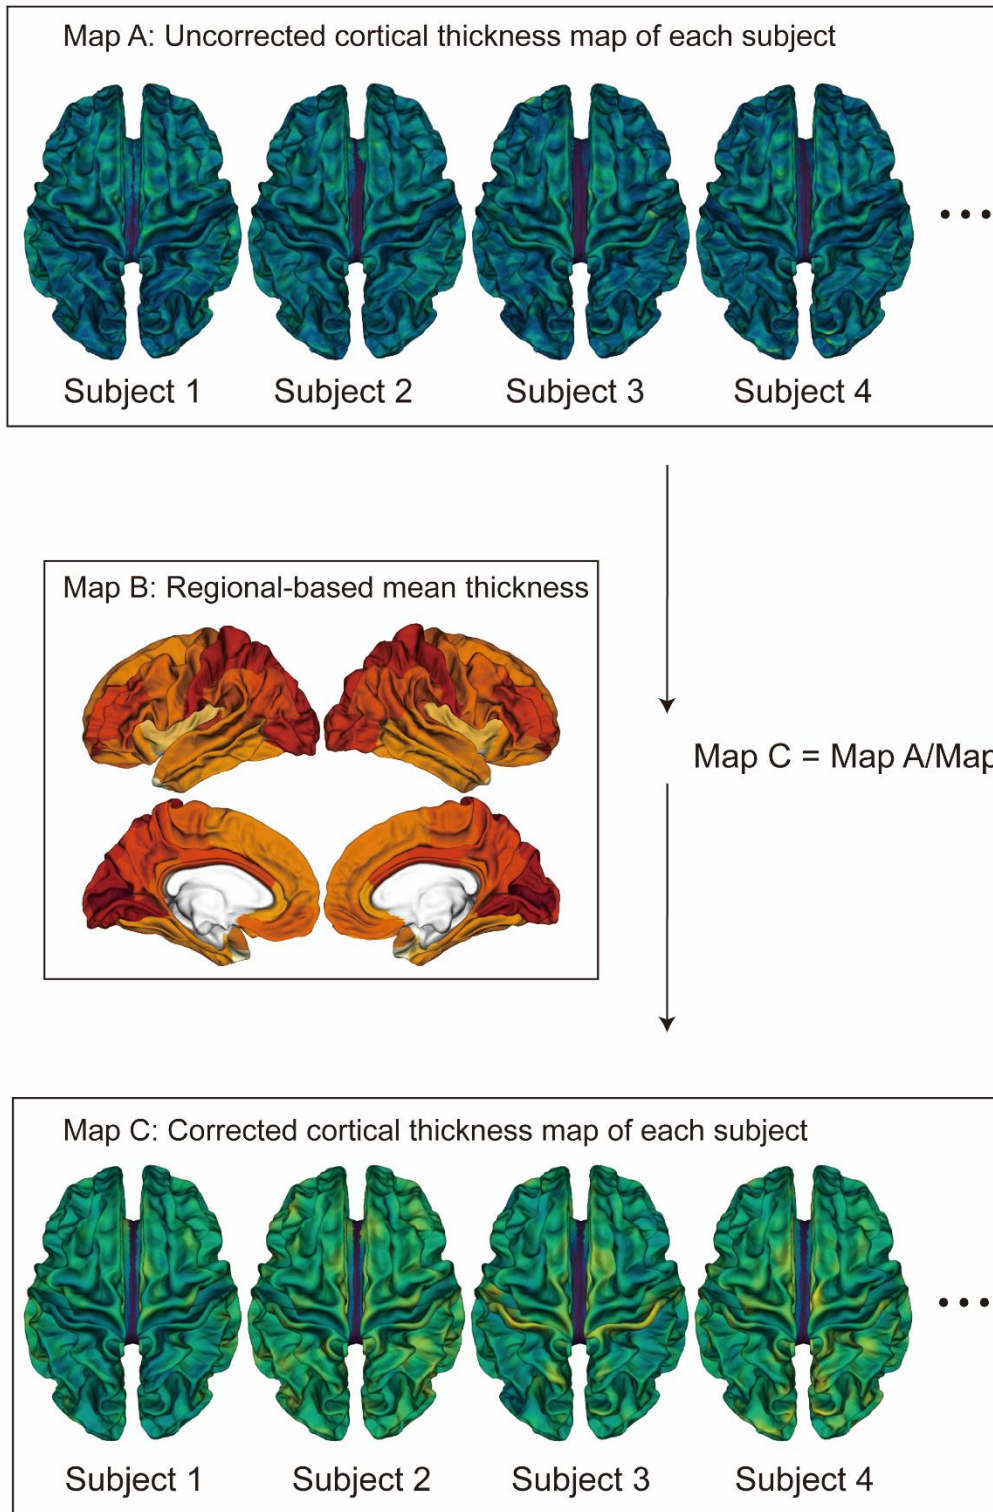 Map A: Uncorrected cortical thickness map of each subject
...
Subject 1 Subject 2 Subject 3 Subject 4
Map B: Regional-based mean thickness
Map C = Map A/Map
Map C: Corrected cortical thickness map of each subject
...
Subject 1 Subject 2 Subject 3 Subject 4